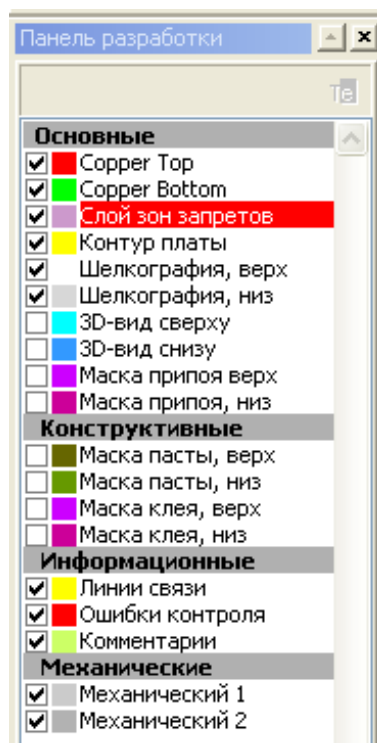 Панель разработки
Te
Основные
Copper Top
Copper Bottom
Слой зон запретов
Контур платы
Шелкография, верх
Шелкография, низ
3D-вид сверху
3D-вид снизу
Маска припоя верх
Маска припоя, низ
Конструктивные
Маска пасты, верх
Маска пасты, низ
Маска клея, верх
Маска клея, низ
Информационные
Линии связи
Ошибки контроля
Комментарии
Механические
Механический 1
Механический 2